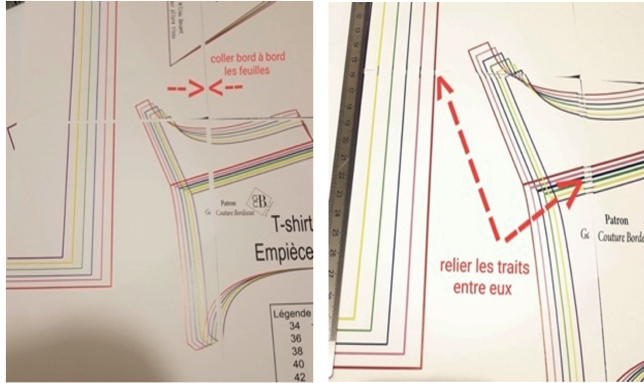 coller bord à bord
les feuilles
Patron
Couture Bordeaux
T-shirt
Empièce
Légende
34
36
38
40
42
relier les traits
entre eux
Patron
Couture Borde